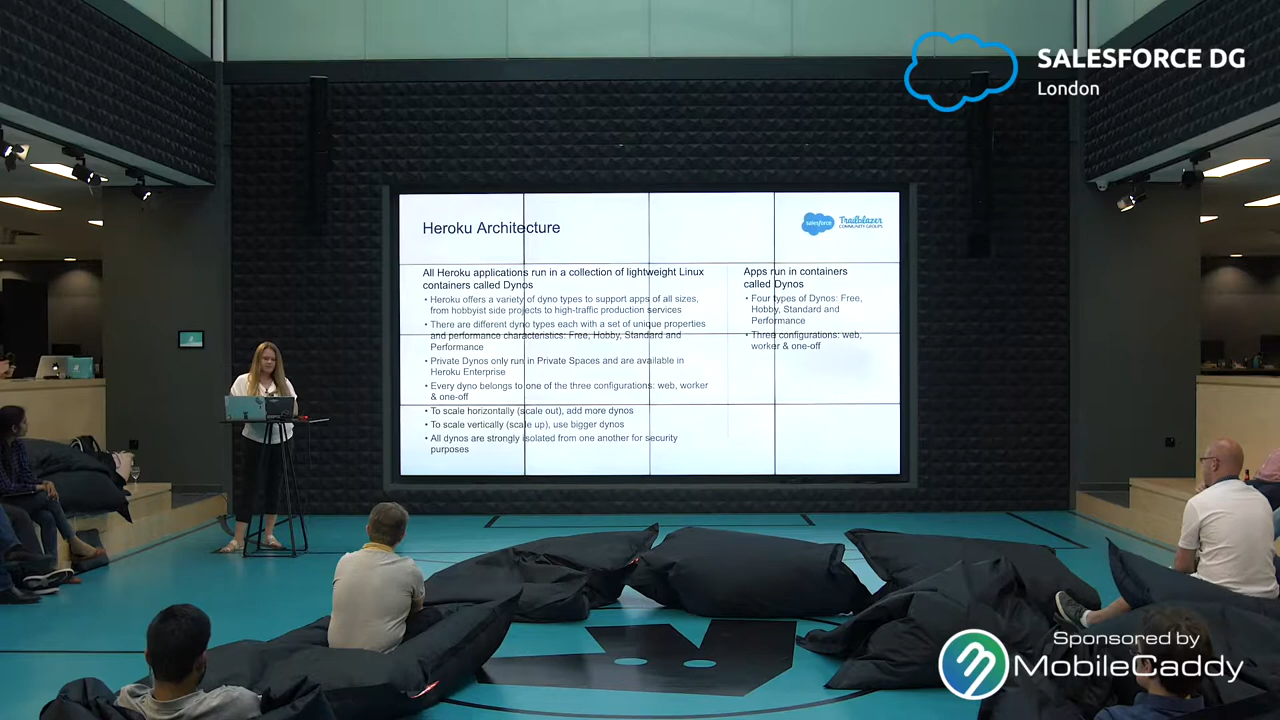 SALESFORCE DG
London
Heroku Architecture
salesforce
Trailblazer
COMMUNITY GROUPS
All Heroku applications run in a collection of lightweight Linux
containers called Dynos
• Heroku offers a variety of dyno types to support apps of all sizes,
from hobbyist side projects to high-traffic production services
• There are different dyno types each with a set of unique properties
and performance characteristics: Free, Hobby, Standard and
Performance
• Private Dynos only run in Private Spaces and are available in
Heroku Enterprise
• Every dyno belongs to one of the three configurations: web, worker
& one-off
• To scale horizontally (scale out), add more dynos
• To scale vertically (scale up), use bigger dynos
• All dynos are strongly isolated from one another for security
purposes
Apps run in containers
called Dynos
• Four types of Dynos: Free,
Hobby, Standard and
Performance
• Three configurations: web,
worker & one-off
Sponsored by
MobileCaddy